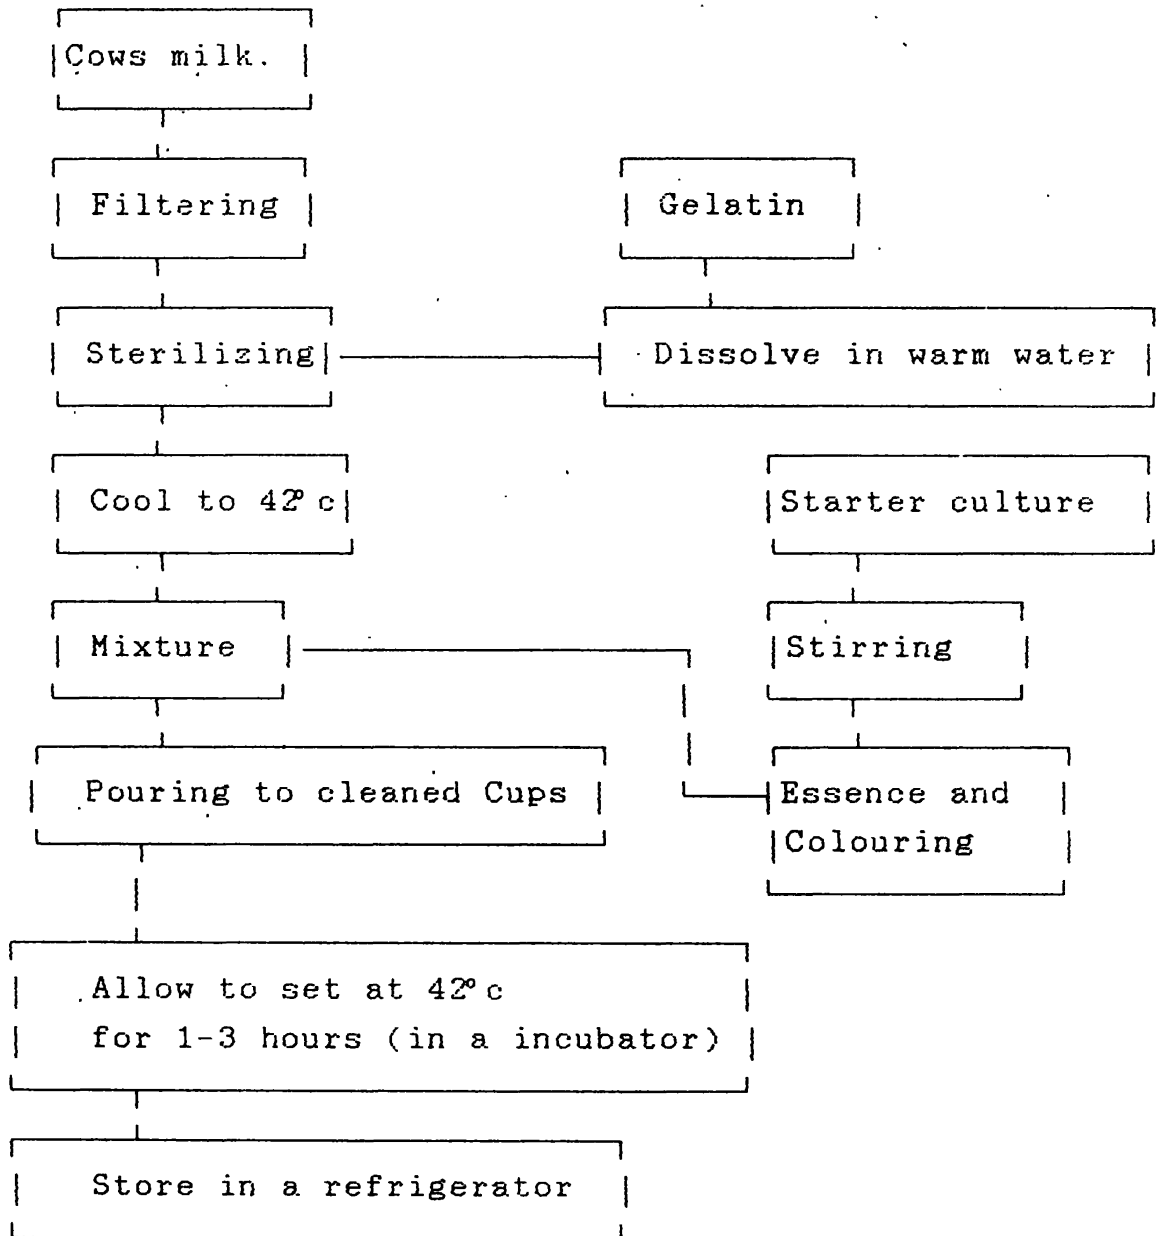 Cows milk.
Filtering
Gelatin
Sterilizing
Dissolve in warm water
Cool to 42°c
Starter culture
Mixture
Stirring
Pouring to cleaned Cups
Essence and
Colouring
Allow to set at 42°c
for 1-3 hours (in a incubator)
Store in a refrigerator